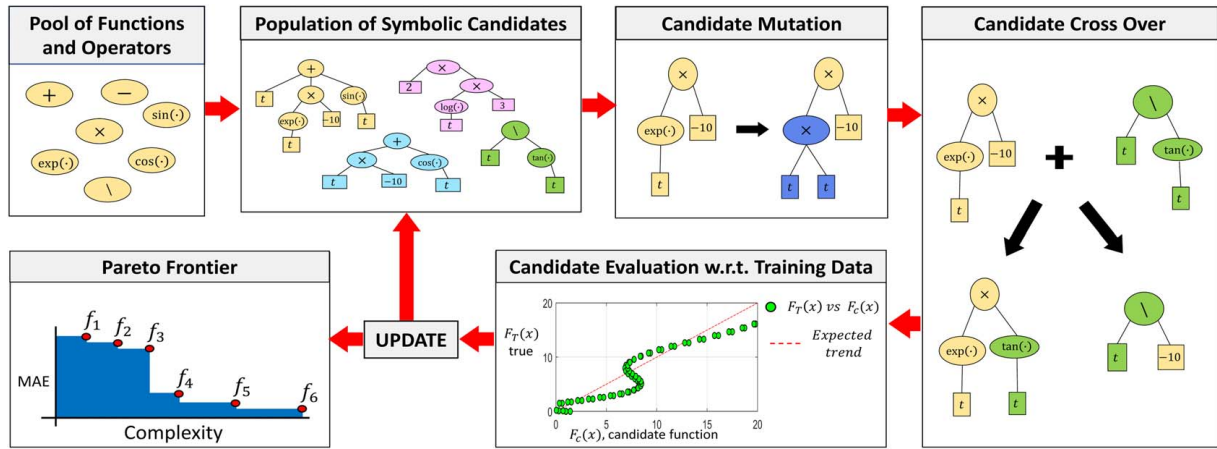 Pool of Functions
and Operators
+
−
sin(·)
×
exp(·)
cos(·)
\
Population of Symbolic Candidates
+
t
×
sin(·)
exp(·)
−10
t
t
×
2
×
log(·)
3
t
+
×
cos(·)
t
−10
t
\
t
tan(·)
t
Candidate Mutation
×
exp(·)
−10
t
×
×
−10
t
t
Candidate Cross Over
×
exp(·)
−10
t
+
\
t
tan(·)
t
×
exp(·)
tan(·)
t
t
\
t
−10
Pareto Frontier
f1
f2
f3
f4
f5
f6
MAE
Complexity
UPDATE
Candidate Evaluation w.r.t. Training Data
FT(x)
true
20
10
0
0
5
10
15
20
Fc(x), candidate function
FT(x) vs Fc(x)
Expected
trend